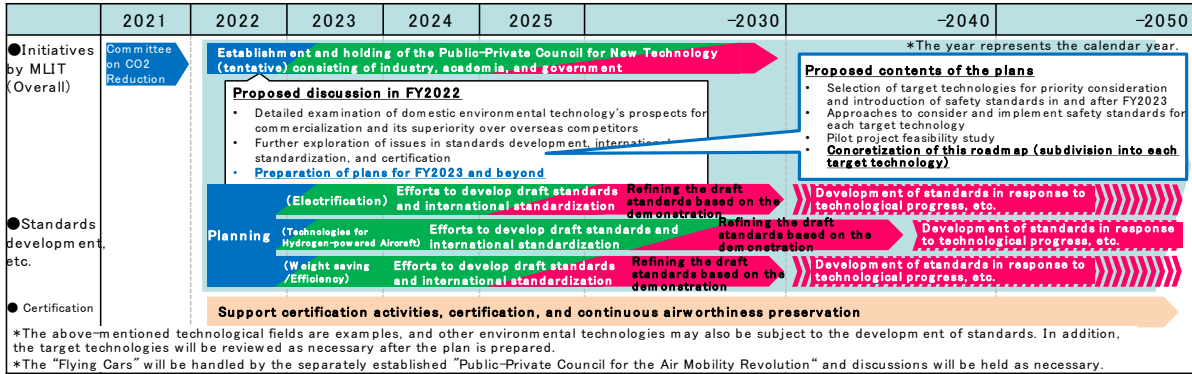 2021 2022 2023 2024 2025 -2030 -2040 -2050
●Initiatives
by MLIT
(Overall)
Committee
on CO2
Reduction
Establishment and holding of the Public-Private Council for New Technology
(tentative) consisting of industry, academia, and government
*The year represents the calendar year.
Proposed discussion in FY2022
• Detailed examination of domestic environmental technology's prospects for
commercialization and its superiority over overseas competitors
• Further exploration of issues in standards development, international
standardization, and certification
• Preparation of plans for FY2023 and beyond
Proposed contents of the plans
• Selection of target technologies for priority consideration
and introduction of safety standards in and after FY2023
• Approaches to consider and implement safety standards for
each target technology
• Pilot project feasibility study
• Concretization of this roadmap (subdivision into each
target technology)
●Standards
development,
etc.
Planning
(Electrification)
Efforts to develop draft standards
and international standardization
Refining the draft
standards based on the
demonstration
Development of standards in response to
technological progress, etc.
(Technologies for
Hydrogen-powered Aircraft)
Efforts to develop draft standards and
international standardization
Refining the draft
standards based on the
demonstration
Development of standards in response
to technological progress, etc.
(Weight saving
/Efficiency)
Efforts to develop draft standards
and international standardization
Refining the draft
standards based on the
demonstration
Development of standards in response to
technological progress, etc.
● Certification
Support certification activities, certification, and continuous airworthiness preservation
*The above-mentioned technological fields are examples, and other environmental technologies may also be subject to the development of standards. In addition,
the target technologies will be reviewed as necessary after the plan is prepared.
*The "Flying Cars" will be handled by the separately established "Public-Private Council for the Air Mobility Revolution" and discussions will be held as necessary.